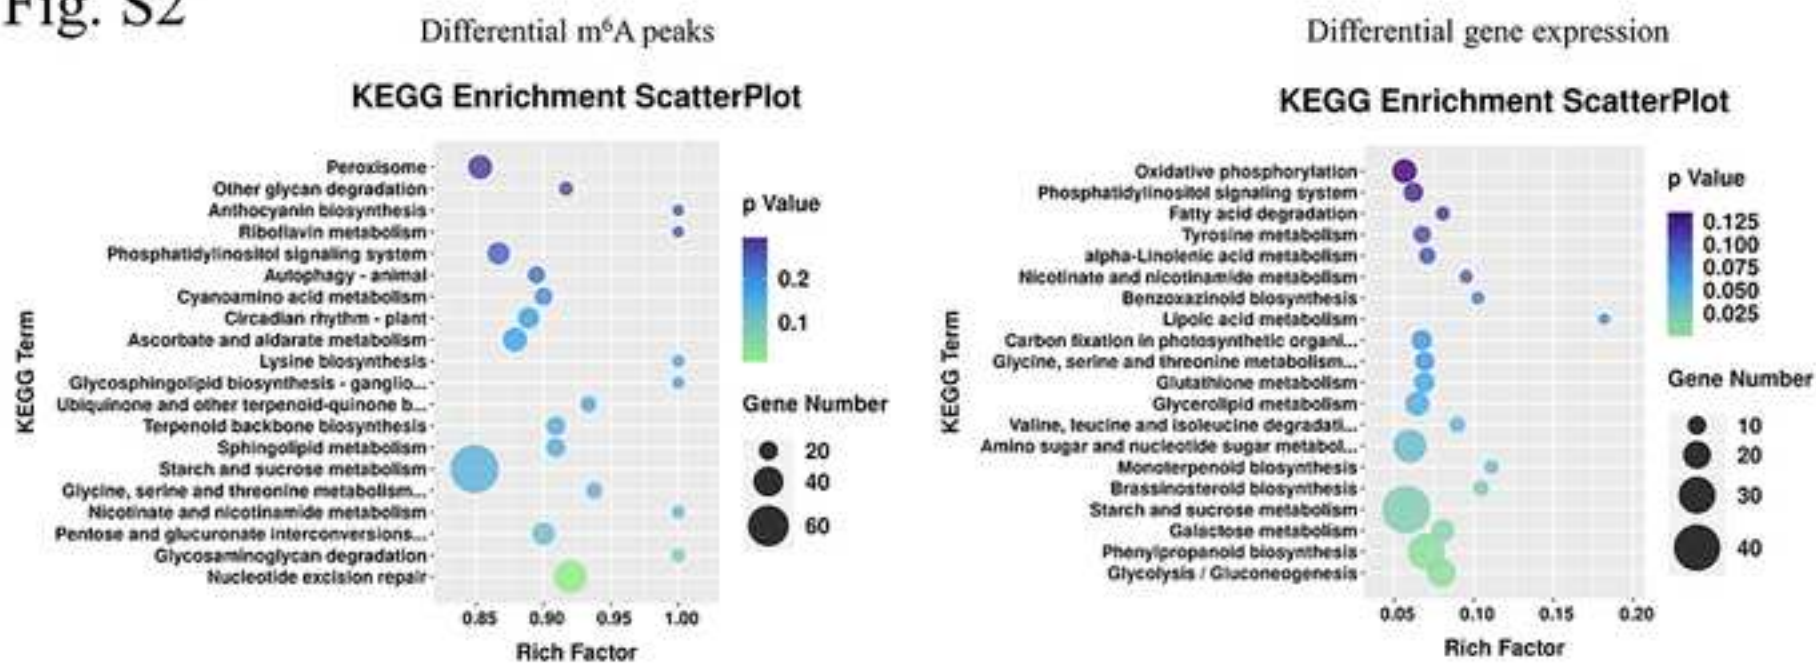 Fig. S2
Differential m⁶A peaks
KEGG Enrichment ScatterPlot
KEGG Term
Peroxisome
Other glycan degradation
Anthocyanin biosynthesis
Riboflavin metabolism
Phosphatidylinositol signaling system
Autophagy - animal
Cyanoamino acid metabolism
Circadian rhythm - plant
Ascorbate and aldarate metabolism
Lysine biosynthesis
Glycosphingolipid biosynthesis - ganglio...
Ubiquinone and other terpenoid-quinone b...
Terpenoid backbone biosynthesis
Sphingolipid metabolism
Starch and sucrose metabolism
Glycine, serine and threonine metabolism...
Nicotinate and nicotinamide metabolism
Pentose and glucuronate interconversions...
Glycosaminoglycan degradation
Nucleotide excision repair
0.85 0.90 0.95 1.00
Rich Factor
p Value
0.2
0.1
Gene Number
20
40
60
Differential gene expression
KEGG Enrichment ScatterPlot
KEGG Term
Oxidative phosphorylation
Phosphatidylinositol signaling system
Fatty acid degradation
Tyrosine metabolism
alpha-Linolenic acid metabolism
Nicotinate and nicotinamide metabolism
Benzoxazinoid biosynthesis
Lipoic acid metabolism
Carbon fixation in photosynthetic organi...
Glycine, serine and threonine metabolism...
Glutathione metabolism
Glycerolipid metabolism
Valine, leucine and isoleucine degradati...
Amino sugar and nucleotide sugar metabol...
Monoterpenoid biosynthesis
Brassinosteroid biosynthesis
Starch and sucrose metabolism
Galactose metabolism
Phenylpropanoid biosynthesis
Glycolysis / Gluconeogenesis
0.05 0.10 0.15 0.20
Rich Factor
p Value
0.125
0.100
0.075
0.050
0.025
Gene Number
10
20
30
40